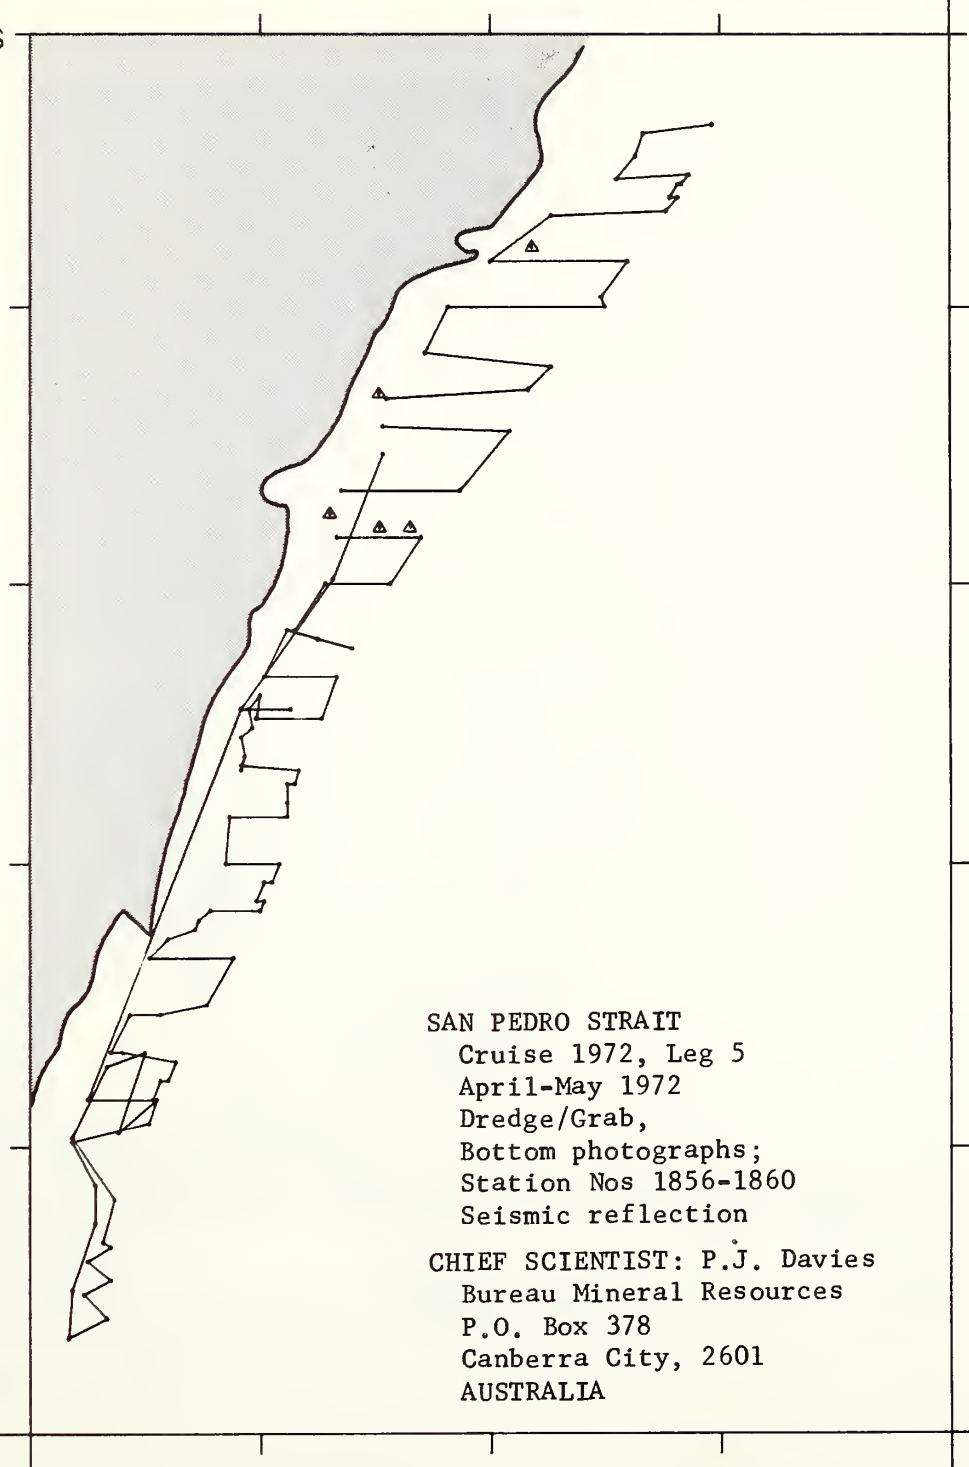 S
SAN PEDRO STRAIT
Cruise 1972, Leg 5
April-May 1972
Dredge/Grab,
Bottom photographs;
Station Nos 1856-1860
Seismic reflection
CHIEF SCIENTIST: P.J. Davies
Bureau Mineral Resources
P.O. Box 378
Canberra City, 2601
AUSTRALIA